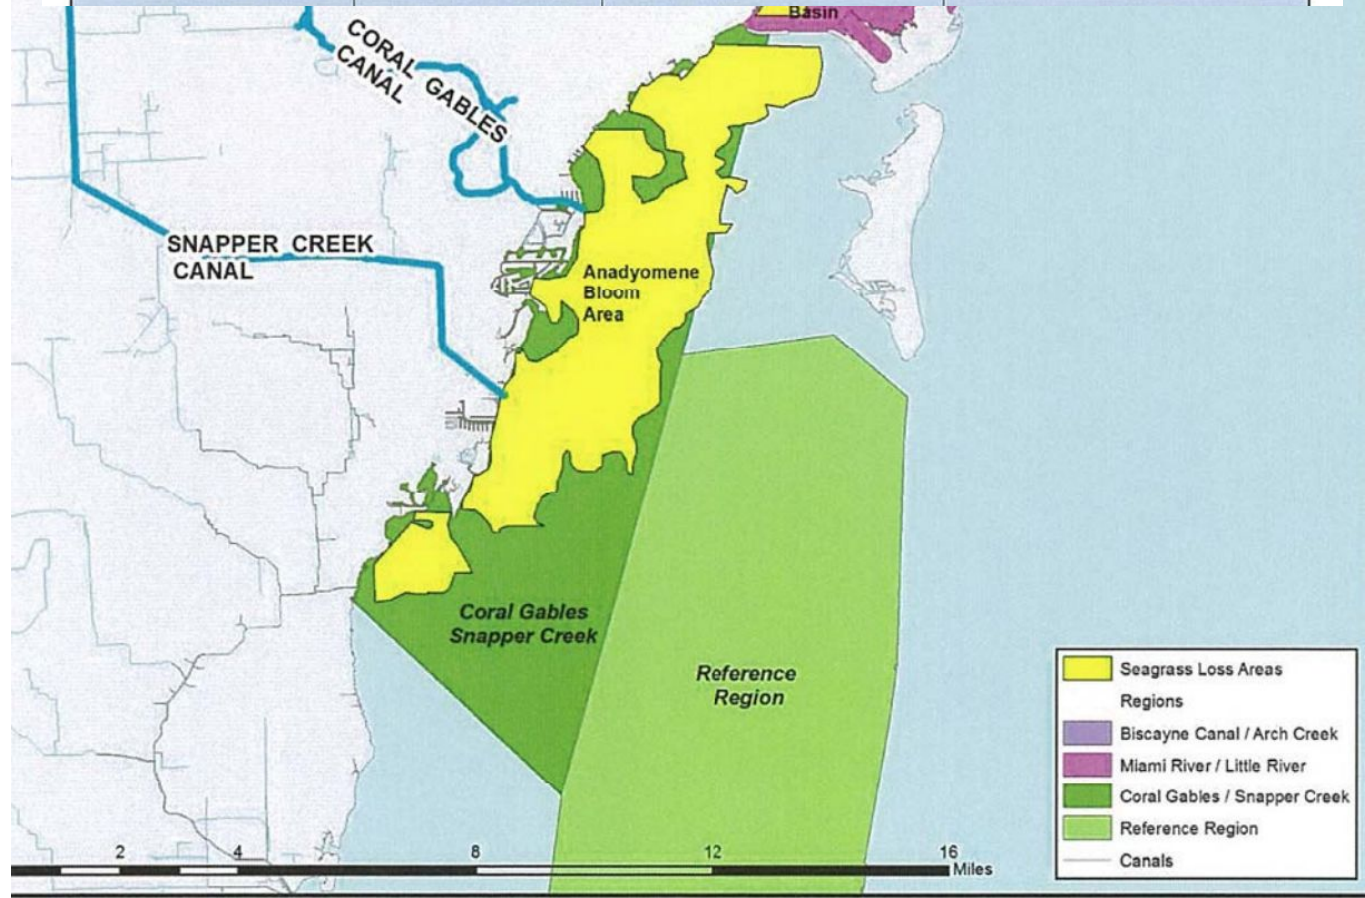 Basin
CORAL GABLES
CANAL
SNAPPER CREEK
CANAL
Anadyomene
Bloom
Area
Coral Gables
Snapper Creek
Reference
Region
Seagrass Loss Areas
Regions
Biscayne Canal / Arch Creek
Miami River / Little River
Coral Gables / Snapper Creek
Reference Region
Canals
2 4 8 12 16
Miles